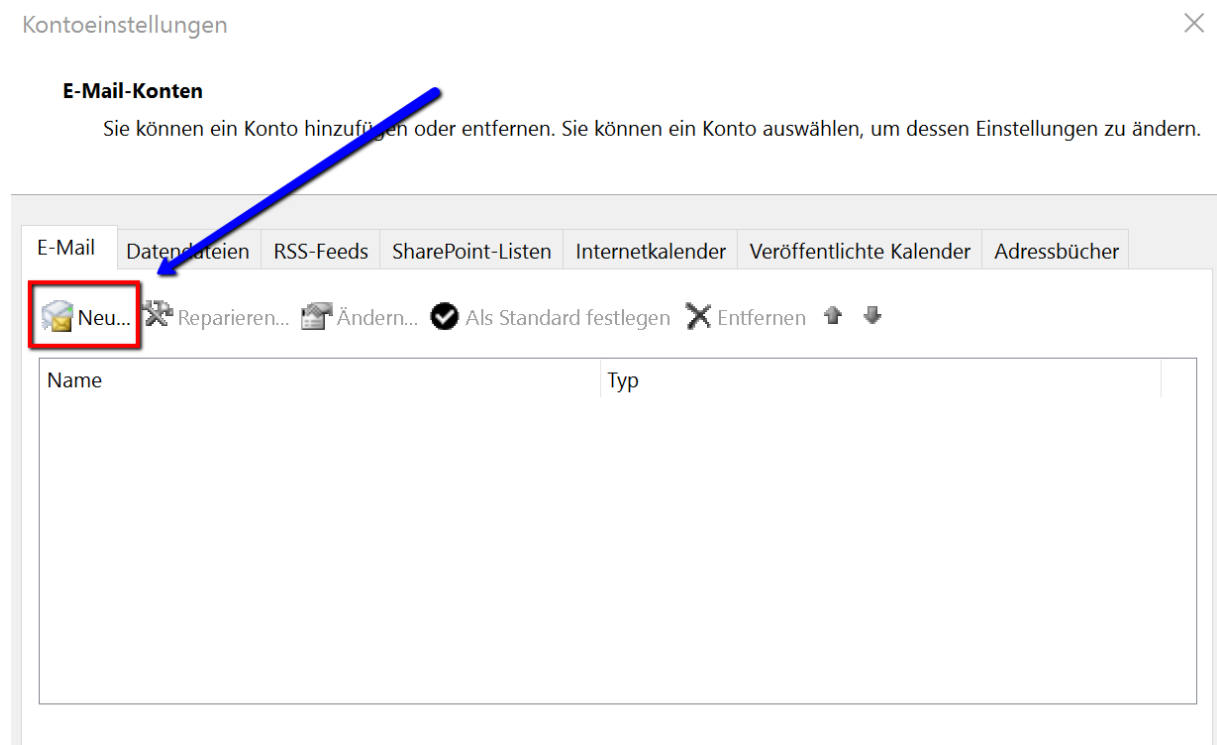 Kontoeinstellungen
E-Mail-Konten
Sie können ein Konto hinzufügen oder entfernen. Sie können ein Konto auswählen, um dessen Einstellungen zu ändern.
E-Mail Datendateien RSS-Feeds SharePoint-Listen Internetkalender Veröffentlichte Kalender Adressbücher
Neu... Reparieren... Ändern... Als Standard festlegen Entfernen
Name Typ